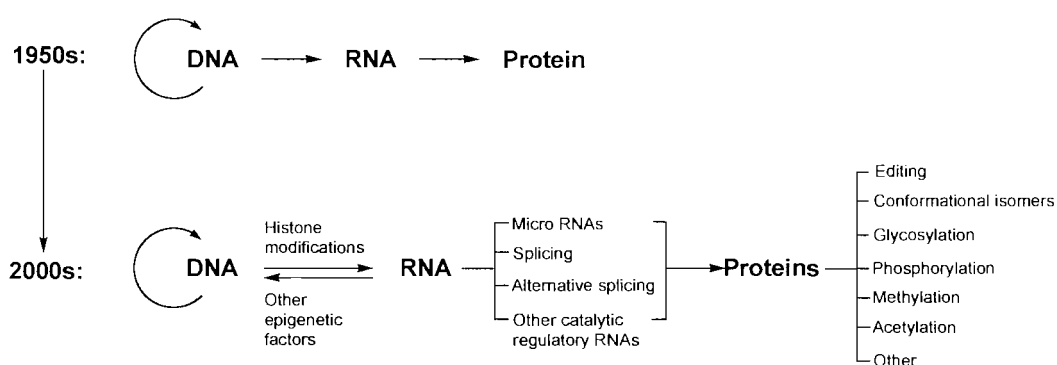 1950s: DNA RNA Protein
2000s: DNA
Histone
modifications
Other
epigenetic
factors
RNA
Micro RNAs
Splicing
Alternative splicing
Other catalytic
regulatory RNAs
Proteins
Editing
Conformational isomers
Glycosylation
Phosphorylation
Methylation
Acetylation
Other